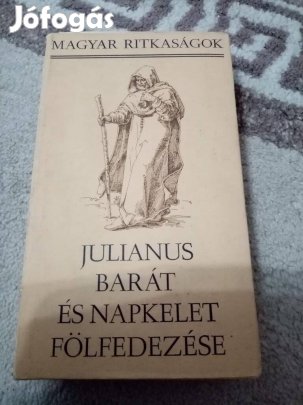 Jófogás
MAGYAR RITKASÁGOK
JULIANUS
BARÁT
ÉS NAPKELET
FÖLFEDEZÉSE